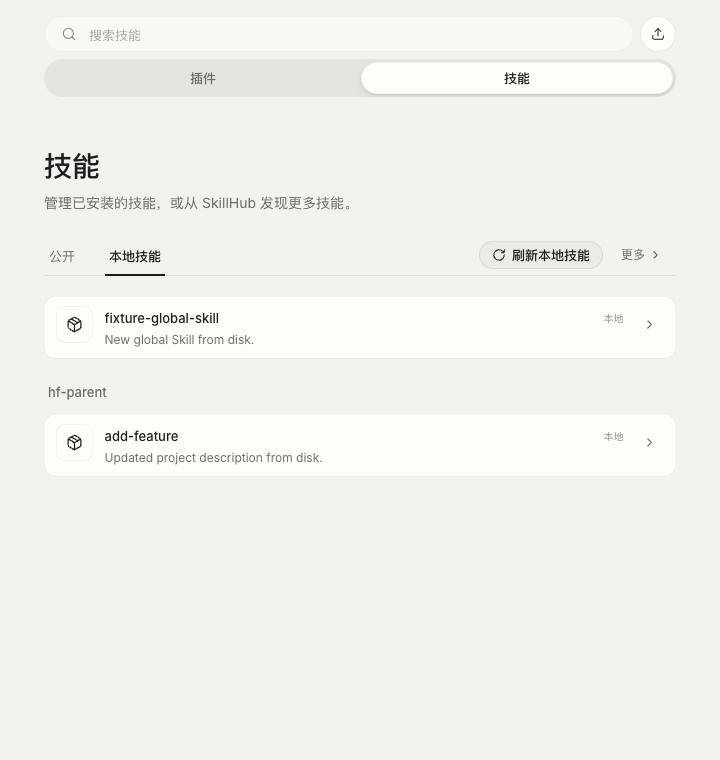 搜索技能
插件
技能
技能
管理已安装的技能，或从 SkillHub 发现更多技能。
公开
本地技能
刷新本地技能
更多
fixture-global-skill
本地
New global Skill from disk.
hf-parent
add-feature
本地
Updated project description from disk.